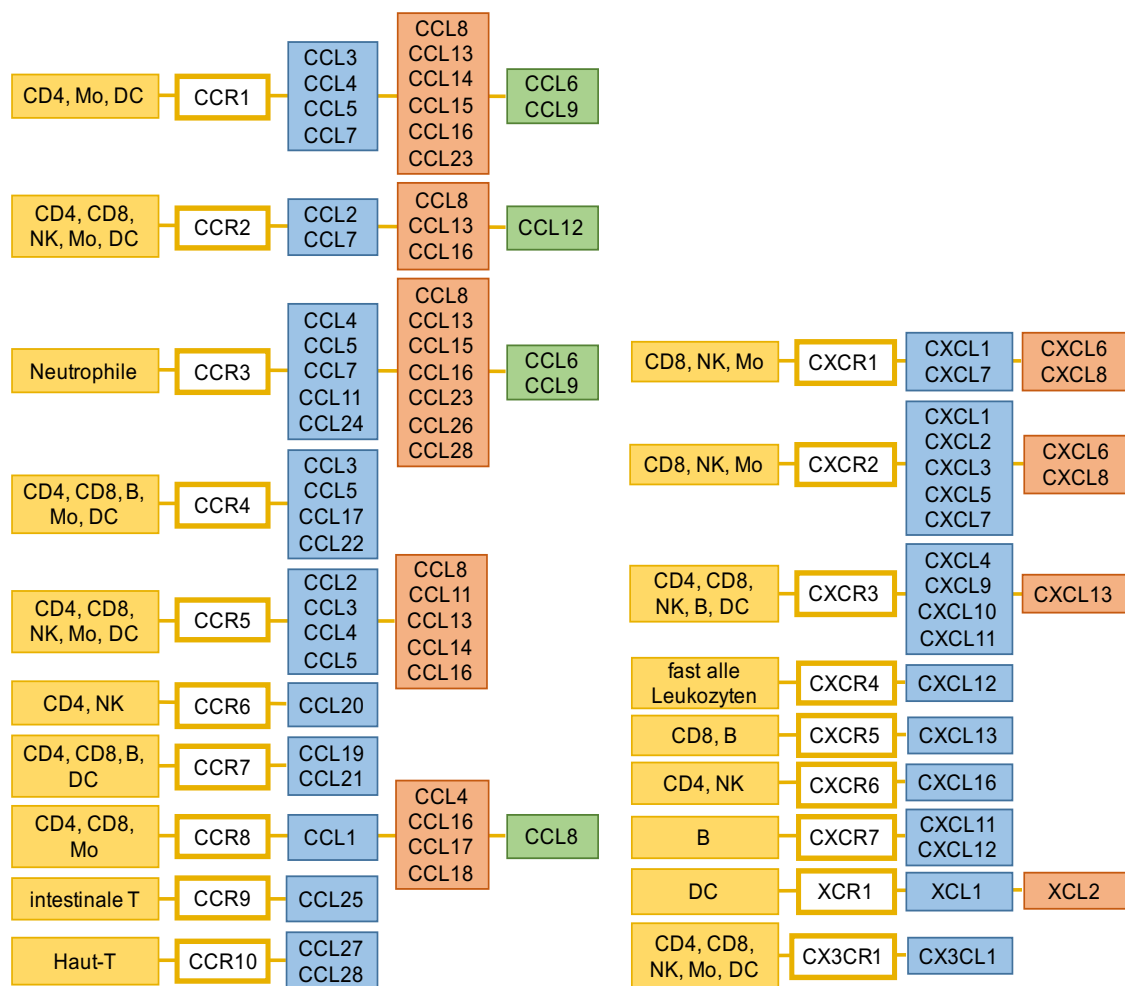 CD4, Mo, DC
CCR1
CCL3
CCL4
CCL5
CCL7
CCL8
CCL13
CCL14
CCL15
CCL16
CCL23
CCL6
CCL9
CD4, CD8,
NK, Mo, DC
CCR2
CCL2
CCL7
CCL8
CCL13
CCL16
CCL12
Neutrophile
CCR3
CCL4
CCL5
CCL7
CCL11
CCL24
CCL8
CCL13
CCL15
CCL16
CCL23
CCL26
CCL28
CCL6
CCL9
CD4, CD8, B,
Mo, DC
CCR4
CCL3
CCL5
CCL17
CCL22
CD4, CD8,
NK, Mo, DC
CCR5
CCL2
CCL3
CCL4
CCL5
CCL8
CCL11
CCL13
CCL14
CCL16
CD4, NK
CCR6
CCL20
CD4, CD8, B,
DC
CCR7
CCL19
CCL21
CD4, CD8,
Mo
CCR8
CCL1
CCL4
CCL16
CCL17
CCL18
CCL8
intestinale T
CCR9
CCL25
Haut-T
CCR10
CCL27
CCL28
CD8, NK, Mo
CXCR1
CXCL1
CXCL7
CXCL6
CXCL8
CD8, NK, Mo
CXCR2
CXCL1
CXCL2
CXCL3
CXCL5
CXCL7
CXCL6
CXCL8
CD4, CD8,
NK, B, DC
CXCR3
CXCL4
CXCL9
CXCL10
CXCL11
CXCL13
fast alle
Leukozyten
CXCR4
CXCL12
CD8, B
CXCR5
CXCL13
CD4, NK
CXCR6
CXCL16
B
CXCR7
CXCL11
CXCL12
DC
XCR1
XCL1
XCL2
CD4, CD8,
NK, Mo, DC
CX3CR1
CX3CL1